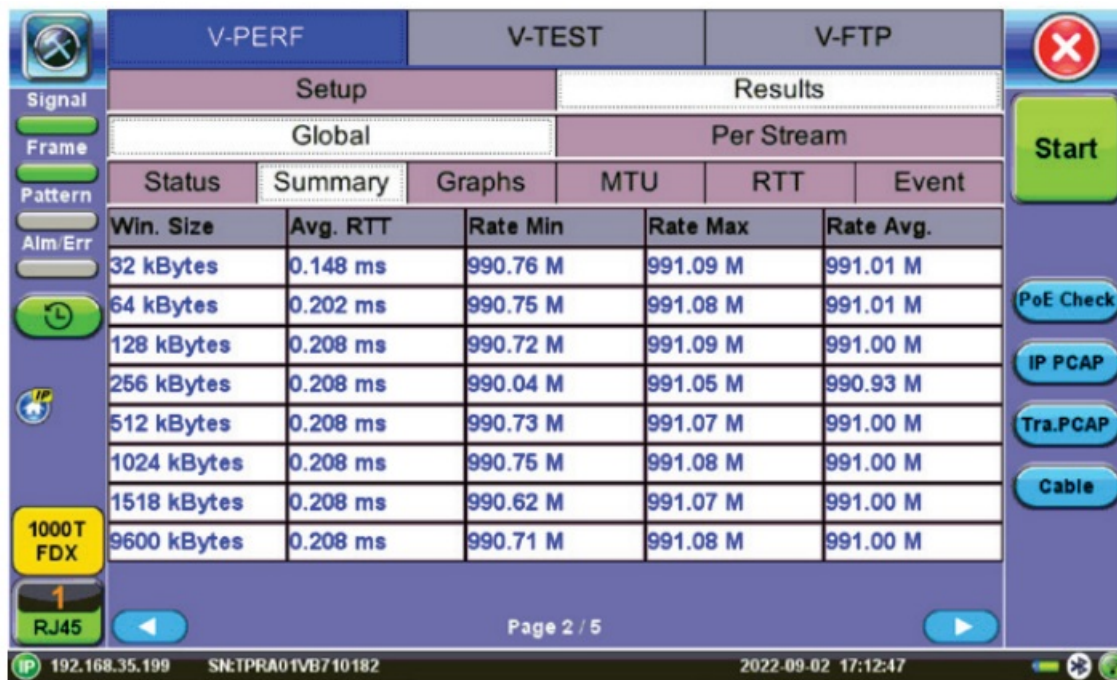 V-PERF V-TEST V-FTP
Setup Results
Signal
Global Per Stream
Start
Frame
Status Summary Graphs MTU RTT Event
Pattern
Win. Size Avg. RTT Rate Min Rate Max Rate Avg.
Alm/Err
32 kBytes 0.148 ms 990.76 M 991.09 M 991.01 M
64 kBytes 0.202 ms 990.75 M 991.08 M 991.01 M
PoE Check
128 kBytes 0.208 ms 990.72 M 991.09 M 991.00 M
IP PCAP
256 kBytes 0.208 ms 990.04 M 991.05 M 990.93 M
IP
512 kBytes 0.208 ms 990.73 M 991.07 M 991.00 M
Tra.PCAP
1024 kBytes 0.208 ms 990.75 M 991.08 M 991.00 M
Cable
1518 kBytes 0.208 ms 990.62 M 991.07 M 991.00 M
1000T
FDX
9600 kBytes 0.208 ms 990.71 M 991.08 M 991.00 M
1
RJ45
Page 2 / 5
IP 192.168.35.199 SN:TPRA01VB710182 2022-09-02 17:12:47